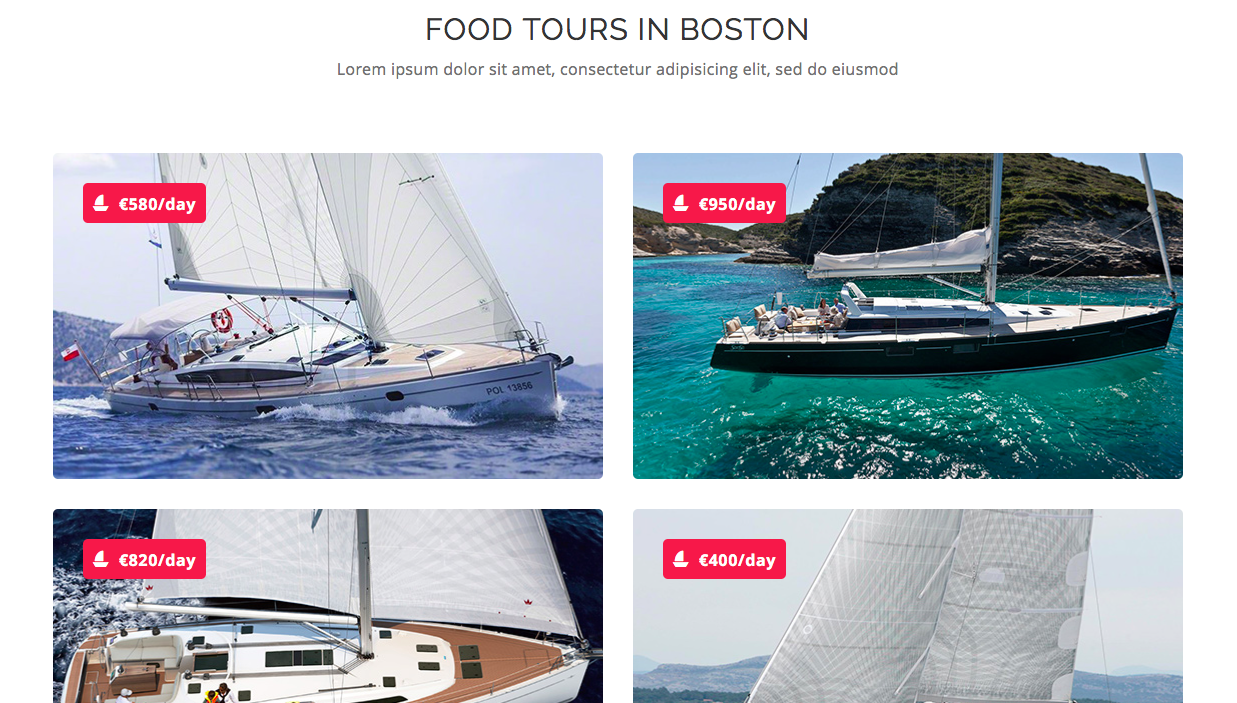 FOOD TOURS IN BOSTON
Lorem ipsum dolor sit amet, consectetur adipisicing elit, sed do eiusmod
€580/day
€950/day
POL 13856
€820/day
€400/day